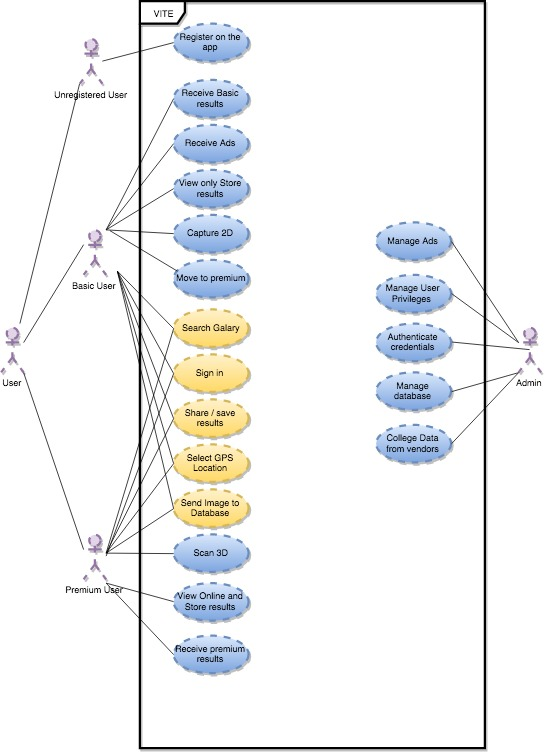 VITE
Register on the
app
Unregistered User
Receive Basic
results
Receive Ads
View only Store
results
Capture 2D
Basic User
Move to premium
Search Galary
Sign in
Share / save
results
Select GPS
Location
Send Image to
Database
User
Scan 3D
Premium User
View Online and
Store results
Receive premium
results
Manage Ads
Manage User
Privileges
Authenticate
credentials
Manage
database
College Data
from vendors
Admin